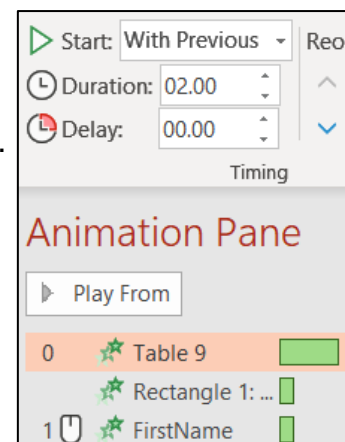 Start: With Previous Reo
Duration: 02.00
Delay: 00.00
.
Timing
Animation Pane
Play From
0 Table 9
Rectangle 1: ...
1 FirstName